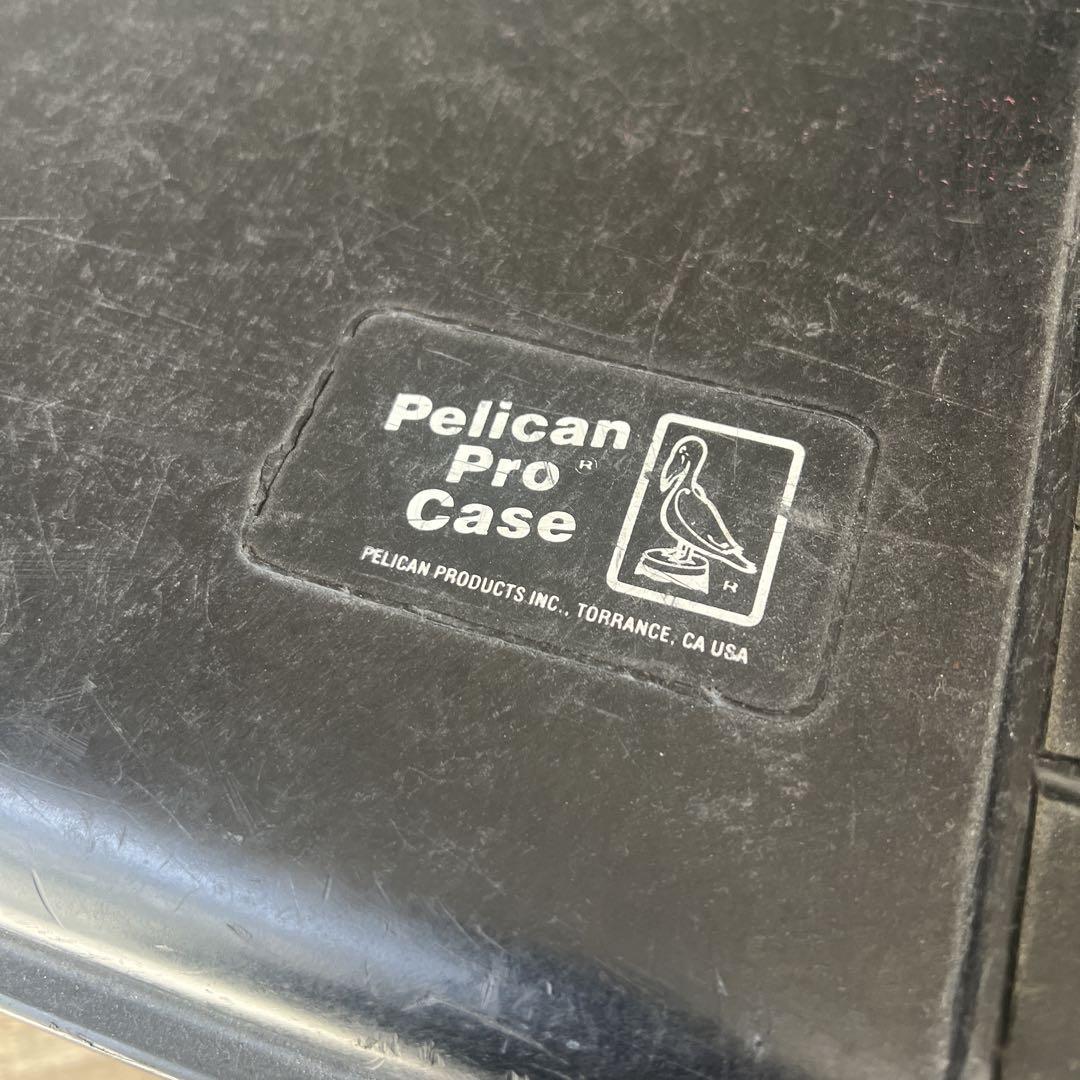 Pelican
Pro ®
Case
®
PELICAN PRODUCTS INC., TORRANCE, CA USA